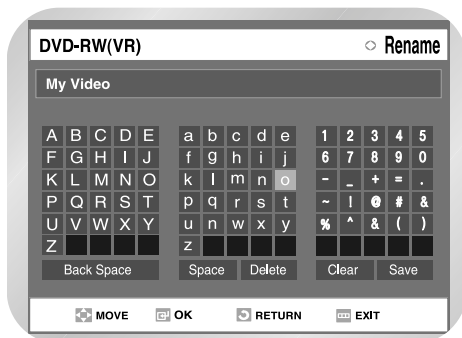 DVD-RW(VR) Rename
My Video
A B C D E a b c d e 1 2 3 4 5
F G H I J f g h i j 6 7 8 9 0
K L M N O k l m n o - _ + = .
P Q R S T p q r s t ~ ! @ # &
U V W X Y u n w x y % ^ & ( )
Z z
Back Space Space Delete Clear Save
MOVE OK RETURN EXIT